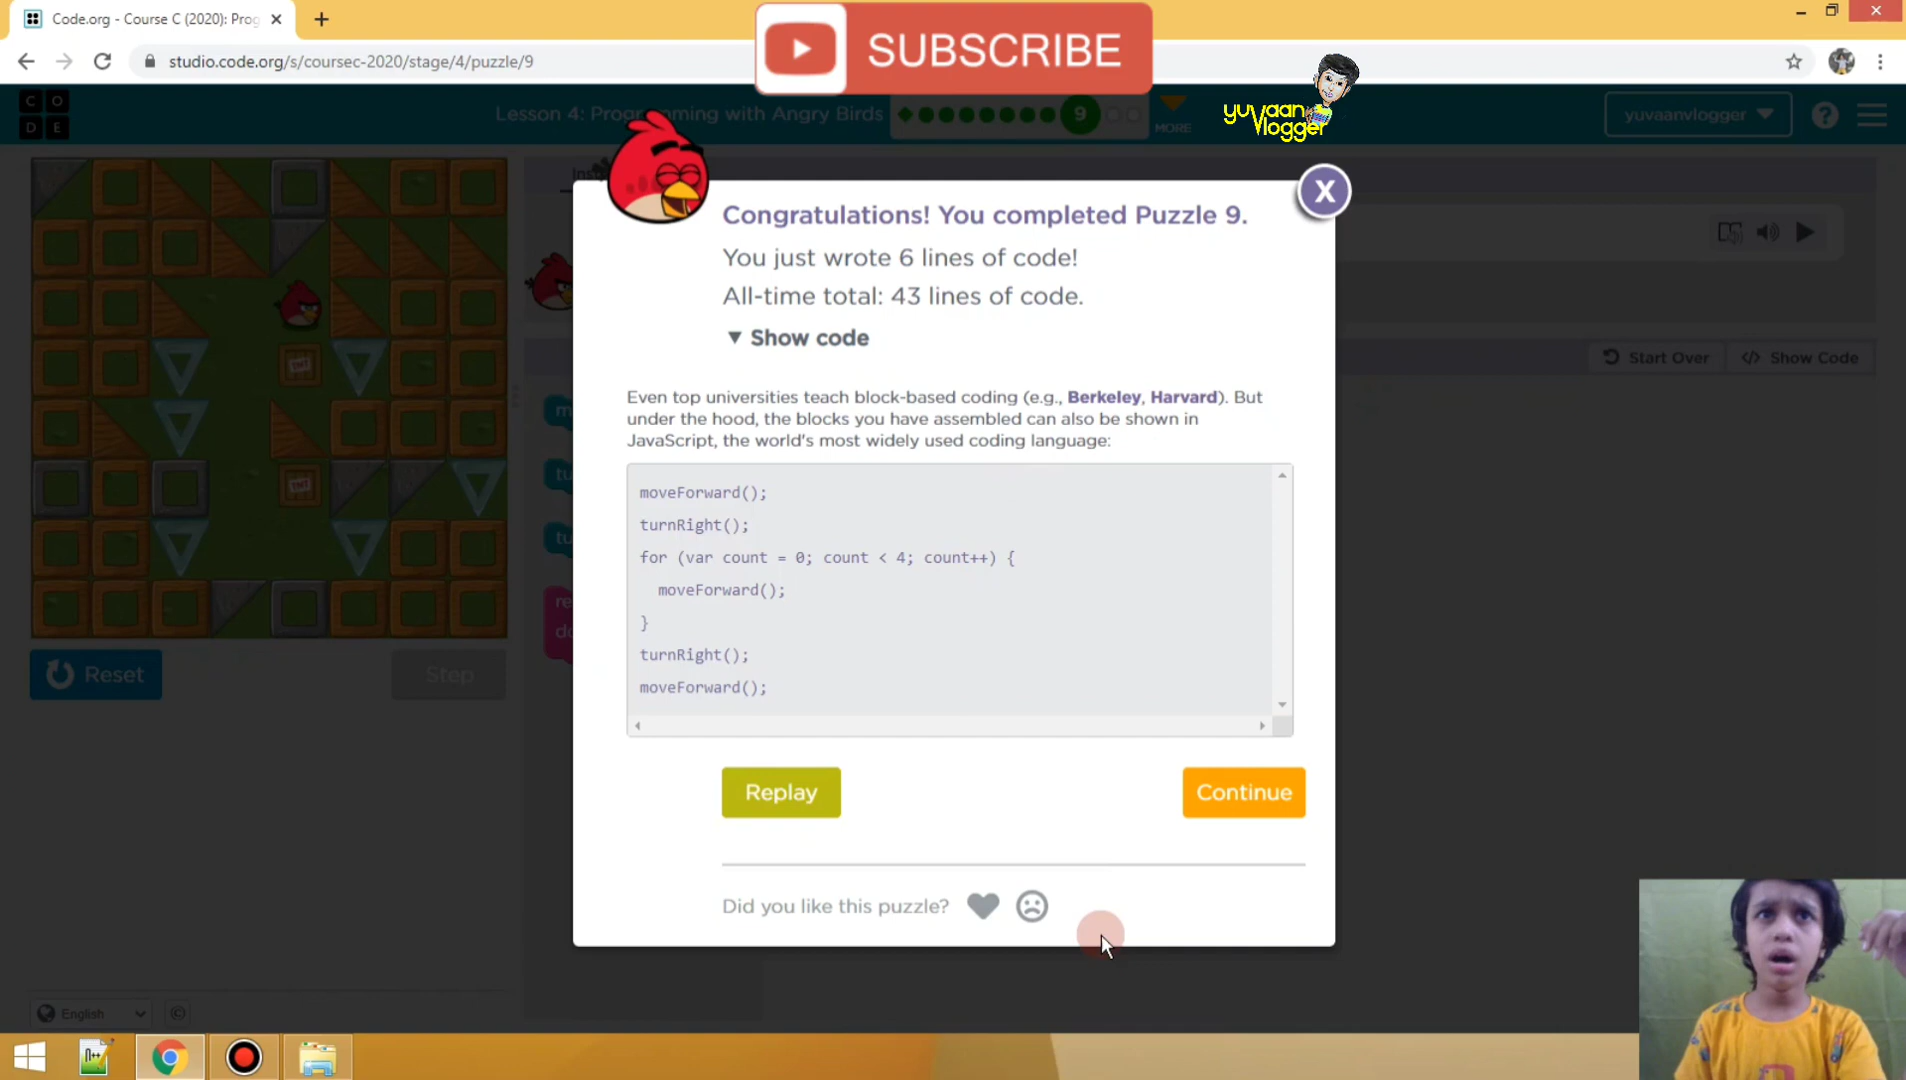 Code.org - Course C (2020): Prog
SUBSCRIBE
studio.code.org/s/coursec-2020/stage/4/puzzle/9
yuvaan
Vlogger
C O
D E
Lesson 4: Programming with Angry Birds
9
MORE
yuvaanvlogger
X
Congratulations! You completed Puzzle 9.
You just wrote 6 lines of code!
All-time total: 43 lines of code.
Show code
Start Over
Show Code
Even top universities teach block-based coding (e.g., Berkeley, Harvard). But
under the hood, the blocks you have assembled can also be shown in
JavaScript, the world's most widely used coding language:
TNT
TNT
moveForward();
turnRight();
for (var count = 0; count < 4; count++) {
moveForward();
}
turnRight();
moveForward();
Reset
Step
Replay
Continue
Did you like this puzzle?
English